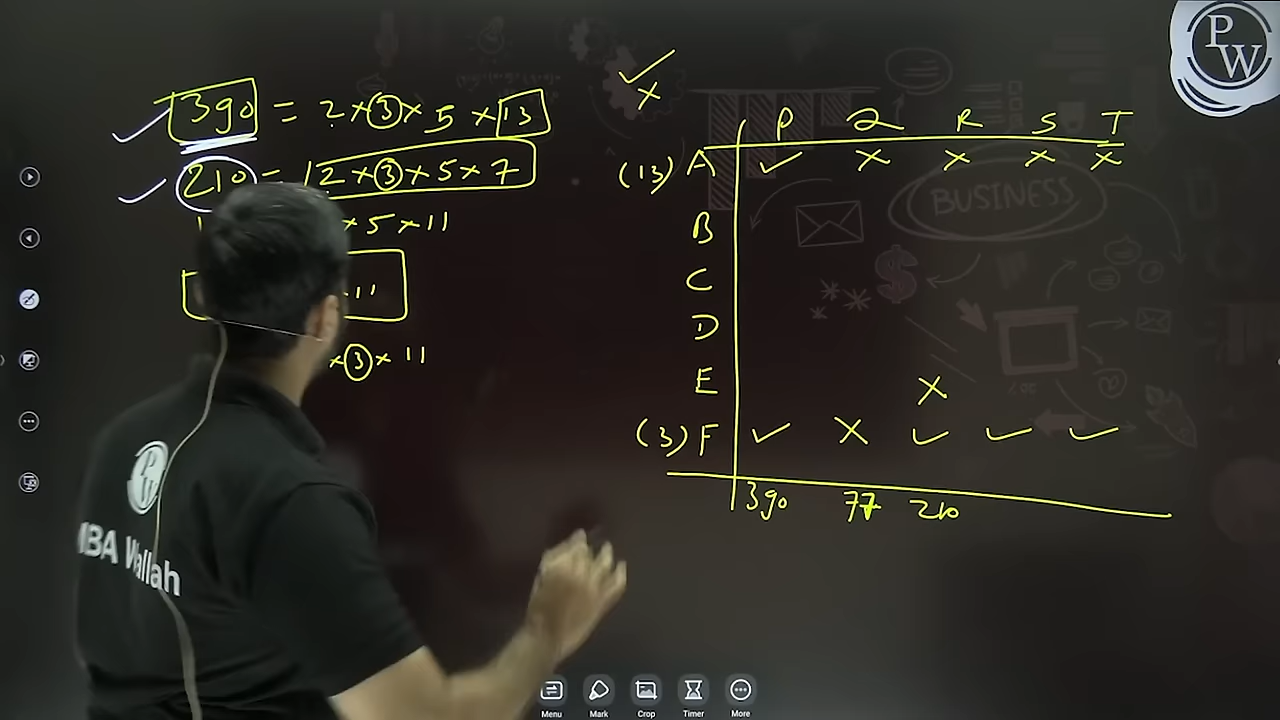 PW
✓
×
390 = 2 × 3 × 5 × 13
210 = 2 × 3 × 5 × 7
× 5 × 11
11
× 3 × 11
P Q R S T
(13) A ✓ × × × ×
B
C
D
E ×
(3) F ✓ × ✓ ✓ ✓
390 77 210
BUSINESS
PW
MBA Wallah
Menu Mark Crop Timer More